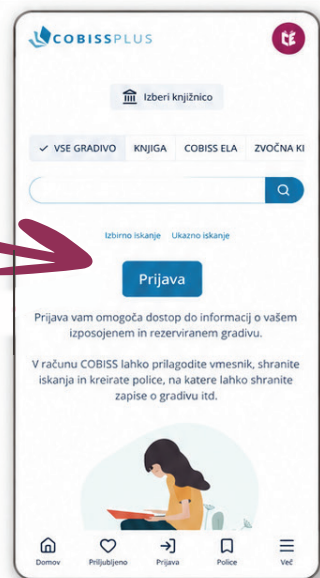 COBISSPLUS
ČĆ
Izberi knjižnico
VSE GRADIVO KNJIGA COBISS ELA ZVOČNA KI
Izbirno iskanje Ukazno iskanje
Prijava
Prijava vam omogoča dostop do informacij o vašem
izposojenem in rezerviranem gradivu.
V računu COBISS lahko prilagodite vmesnik, shranite
iskanja in kreirate police, na katere lahko shranite
zapise o gradivu itd.
Domov Priljubljeno Prijava Police Več